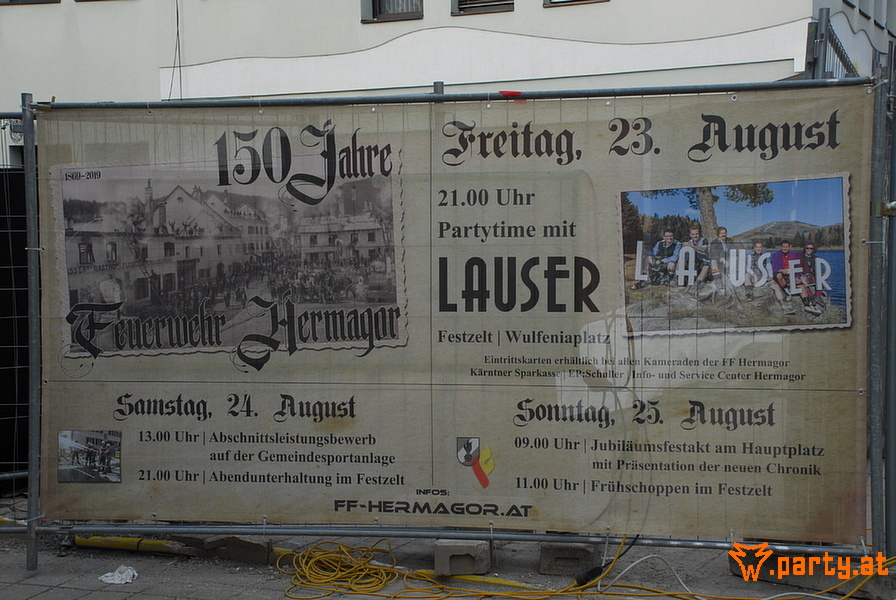 150 Jahre
1869-2019
Feuerwehr Hermagor
Freitag, 23. August
21.00 Uhr
Partytime mit
LAUSER
Festzelt | Wulfeniaplatz
LAUSER
Eintrittskarten erhältlich bei allen Kameraden der FF Hermagor
Kärntner Sparkasse | EP:Schuller | Info- und Service Center Hermagor
Samstag, 24. August
13.00 Uhr | Abschnittsleistungsbewerb
auf der Gemeindesportanlage
21.00 Uhr | Abendunterhaltung im Festzelt
Sonntag, 25. August
09.00 Uhr | Jubiläumsfestakt am Hauptplatz
mit Präsentation der neuen Chronik
11.00 Uhr | Frühschoppen im Festzelt
INFOS:
FF-HERMAGOR.AT
.party.at